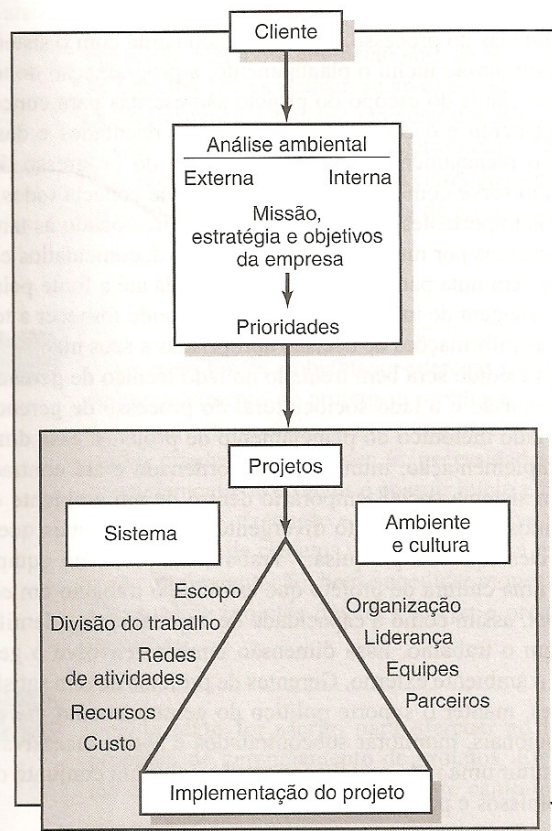 Cliente
Análise ambiental
Externa Interna
Missão,
estratégia e objetivos
da empresa
Prioridades
Projetos
Sistema
Ambiente
e cultura
Escopo
Divisão do trabalho
Redes
de atividades
Recursos
Custo
Organização
Liderança
Equipes
Parceiros
Implementação do projeto